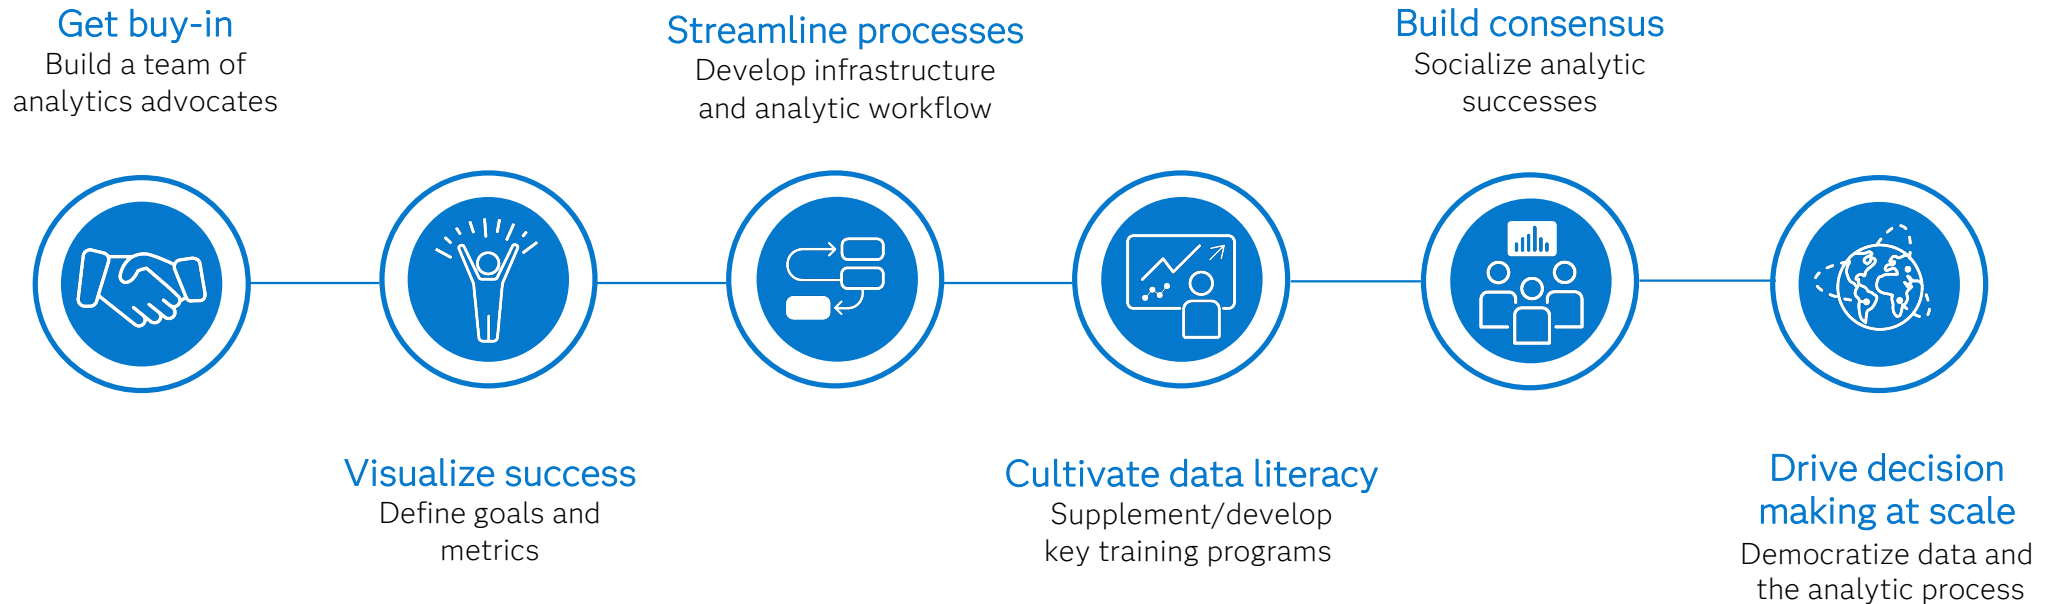 Get buy-in
Build a team of
analytics advocates
Visualize success
Define goals and
metrics
Streamline processes
Develop infrastructure
and analytic workflow
Cultivate data literacy
Supplement/develop
key training programs
Build consensus
Socialize analytic
successes
Drive decision
making at scale
Democratize data and
the analytic process